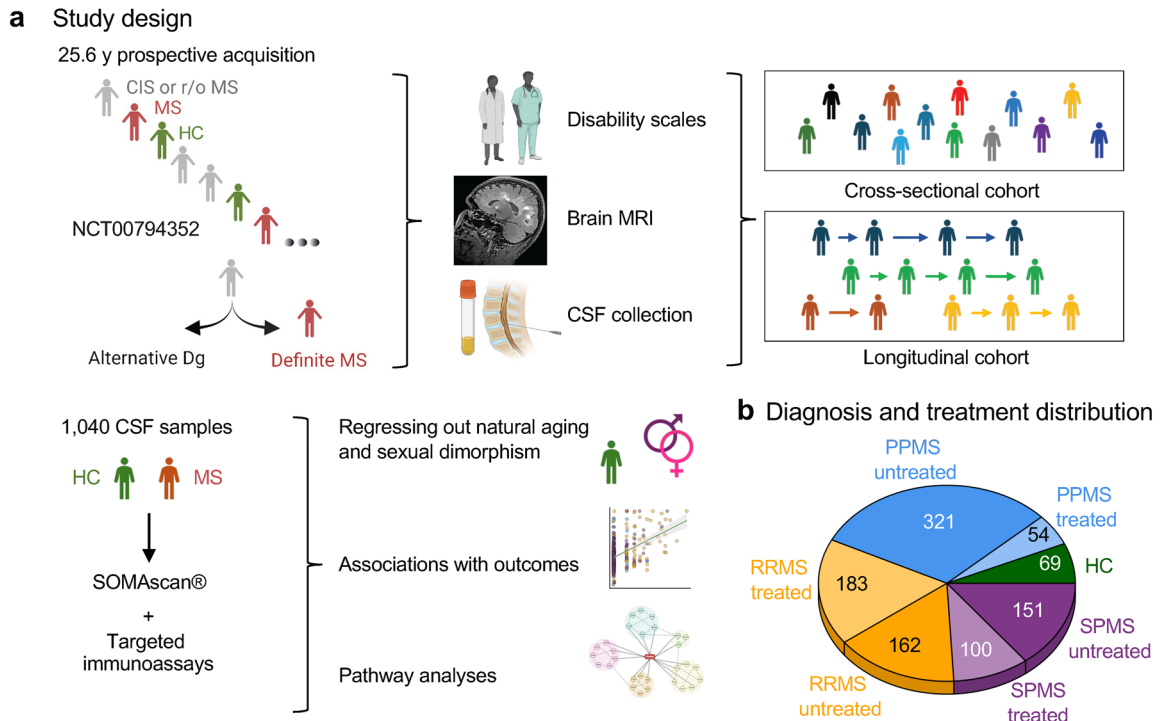 a Study design
25.6 y prospective acquisition
CIS or r/o MS
MS
HC
NCT00794352
Alternative Dg
Definite MS
Disability scales
Brain MRI
CSF collection
Cross-sectional cohort
Longitudinal cohort
1,040 CSF samples
HC
MS
SOMAscan®
+
Targeted
immunoassays
Regressing out natural aging
and sexual dimorphism
Associations with outcomes
Pathway analyses
b Diagnosis and treatment distribution
PPMS
untreated
321
PPMS
treated
54
HC
69
SPMS
untreated
151
SPMS
treated
100
RRMS
untreated
162
RRMS
treated
183